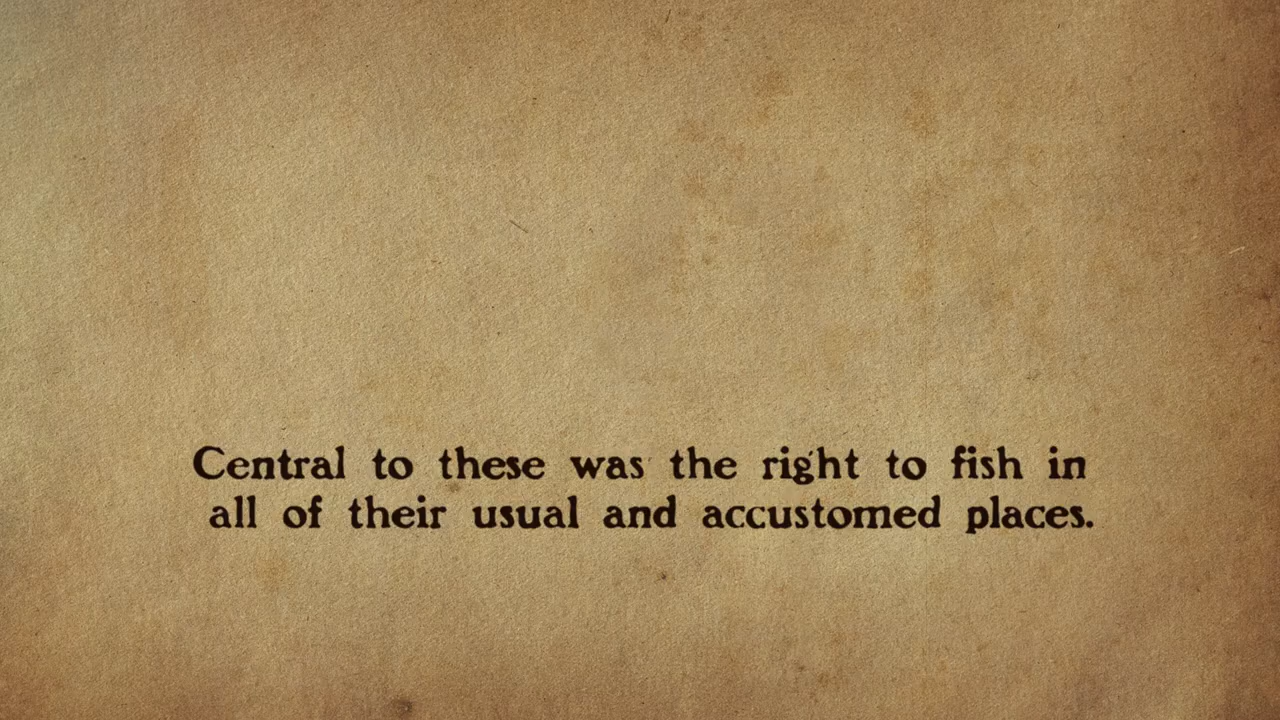 Central to these was the right to fish in
all of their usual and accustomed places.